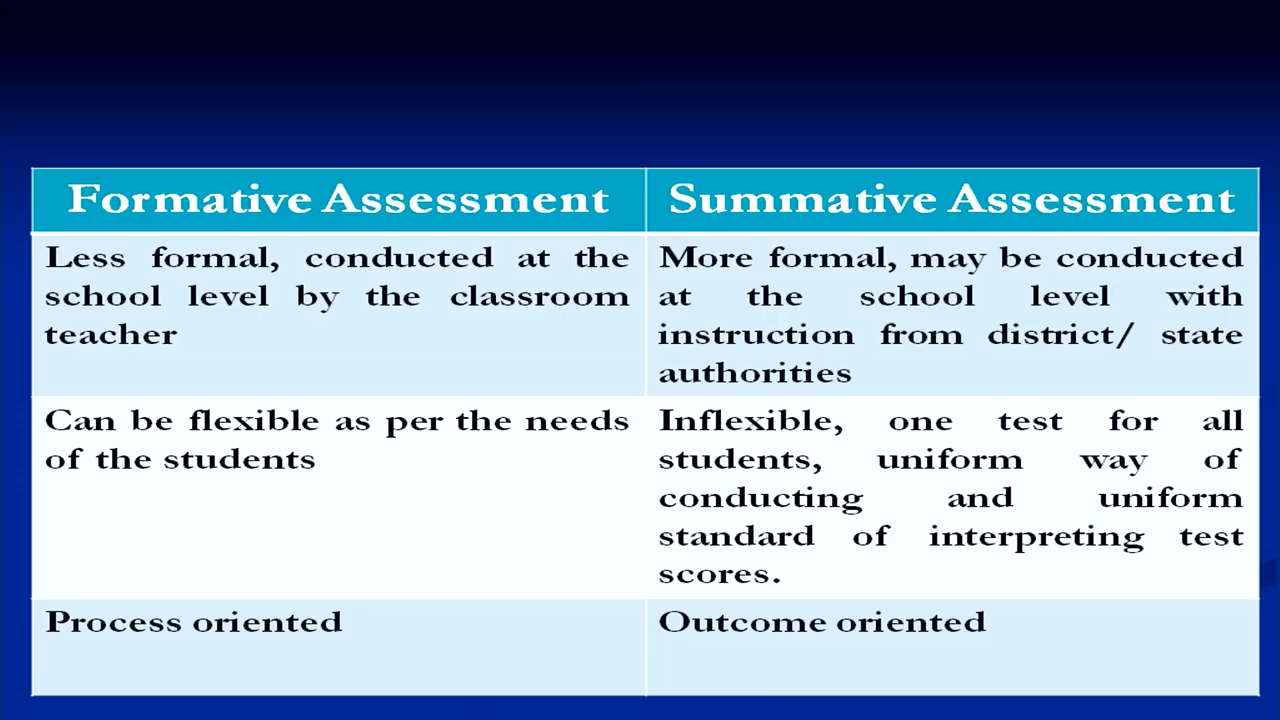 Formative Assessment
Summative Assessment
Less formal, conducted at the
school level by the classroom
teacher
More formal, may be conducted
at the school level with
instruction from district/ state
authorities
Can be flexible as per the needs
of the students
Inflexible, one test for all
students, uniform way of
conducting and uniform
standard of interpreting test
scores.
Process oriented
Outcome oriented